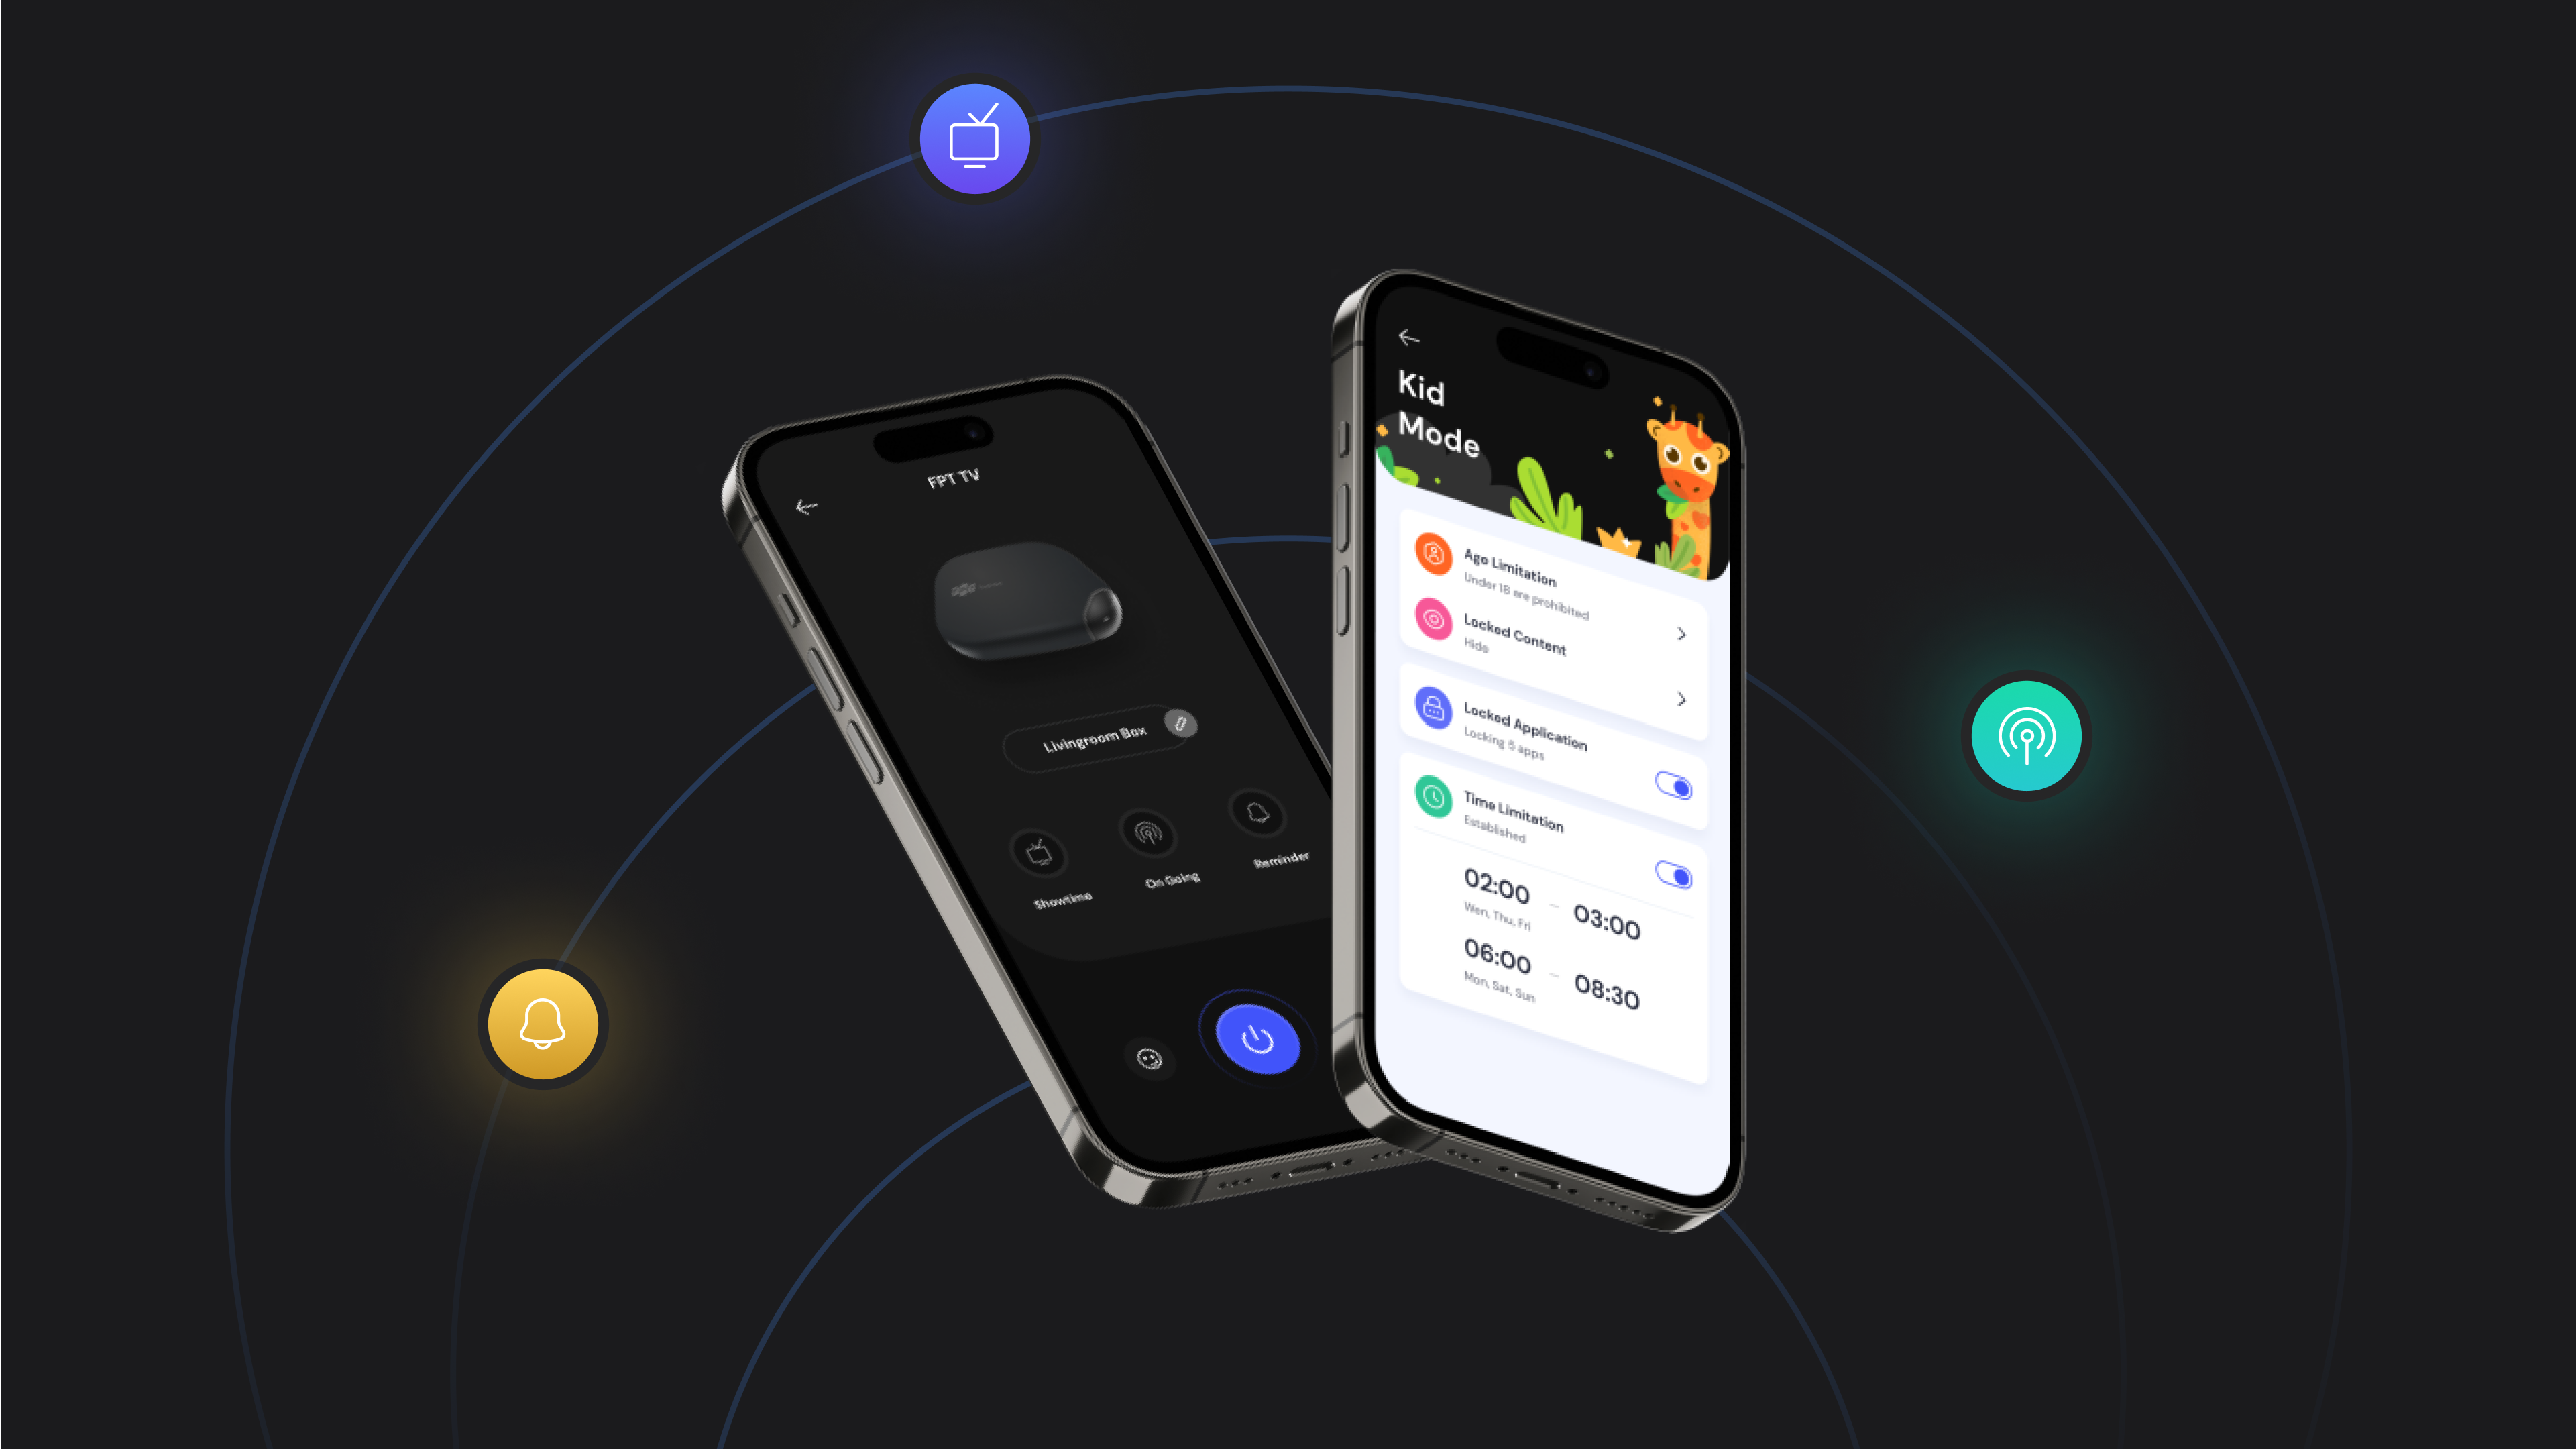 FPT TV
Livingroom Box
Showtime
On Going
Reminder
Kid
Mode
Age Limitation
Under 18 are prohibited
Locked Content
Hide
Locked Application
Locking 5 apps
Time Limitation
Established
02:00 – 03:00
Wen, Thu, Fri
06:00 – 08:30
Mon, Sat, Sun